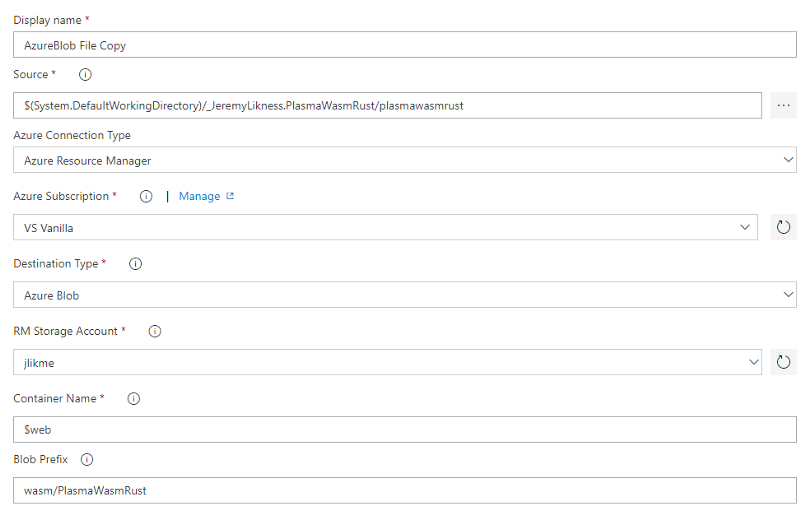 Display name *
AzureBlob File Copy
Source *
$(System.DefaultWorkingDirectory)/_JeremyLikness.PlasmaWasmRust/plasmawasmrust
Azure Connection Type
Azure Resource Manager
Azure Subscription * | Manage
VS Vanilla
Destination Type *
Azure Blob
RM Storage Account *
jlikme
Container Name *
$web
Blob Prefix
wasm/PlasmaWasmRust